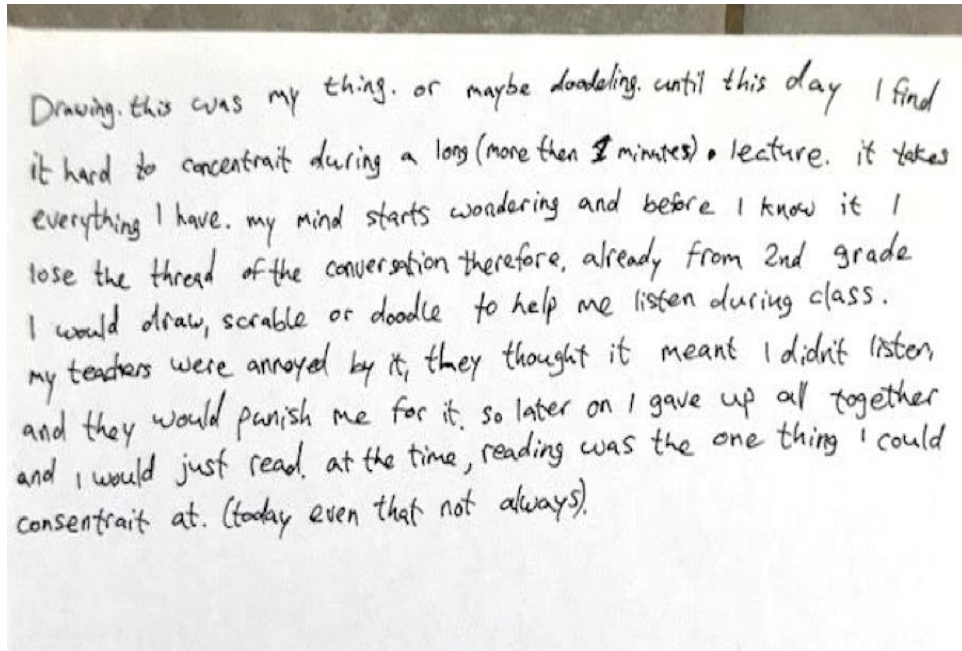 Drawing. this was my thing. or maybe doodeling. until this day I find
it hard to concentrait during a long (more then 1 minutes). lecture. it takes
everything I have. my mind starts wondering and before I know it I
lose the thread of the conversation therefore, already from 2nd grade
I would draw, scrable or doodle to help me listen during class.
my teachers were annoyed by it, they thought it meant I didn't listen,
and they would punish me for it. so later on I gave up all together
and I would just read. at the time, reading was the one thing I could
consentrait at. (today even that not always).